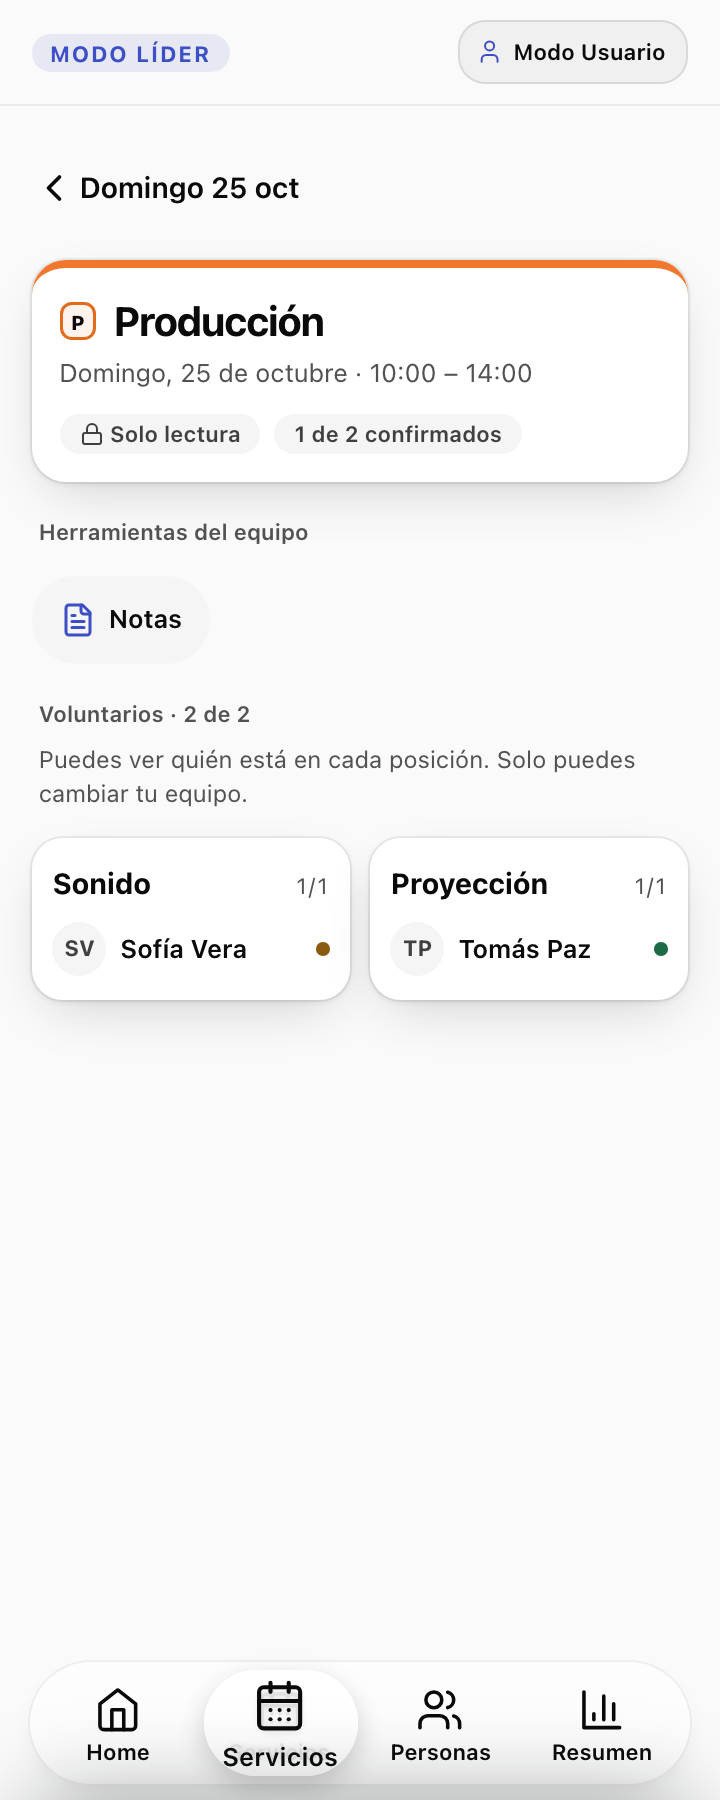 MODO LÍDER
Modo Usuario
Domingo 25 oct
P Producción
Domingo, 25 de octubre · 10:00 – 14:00
Solo lectura
1 de 2 confirmados
Herramientas del equipo
Notas
Voluntarios · 2 de 2
Puedes ver quién está en cada posición. Solo puedes
cambiar tu equipo.
Sonido 1/1
SV Sofía Vera
Proyección 1/1
TP Tomás Paz
Home
Servicios
Personas
Resumen